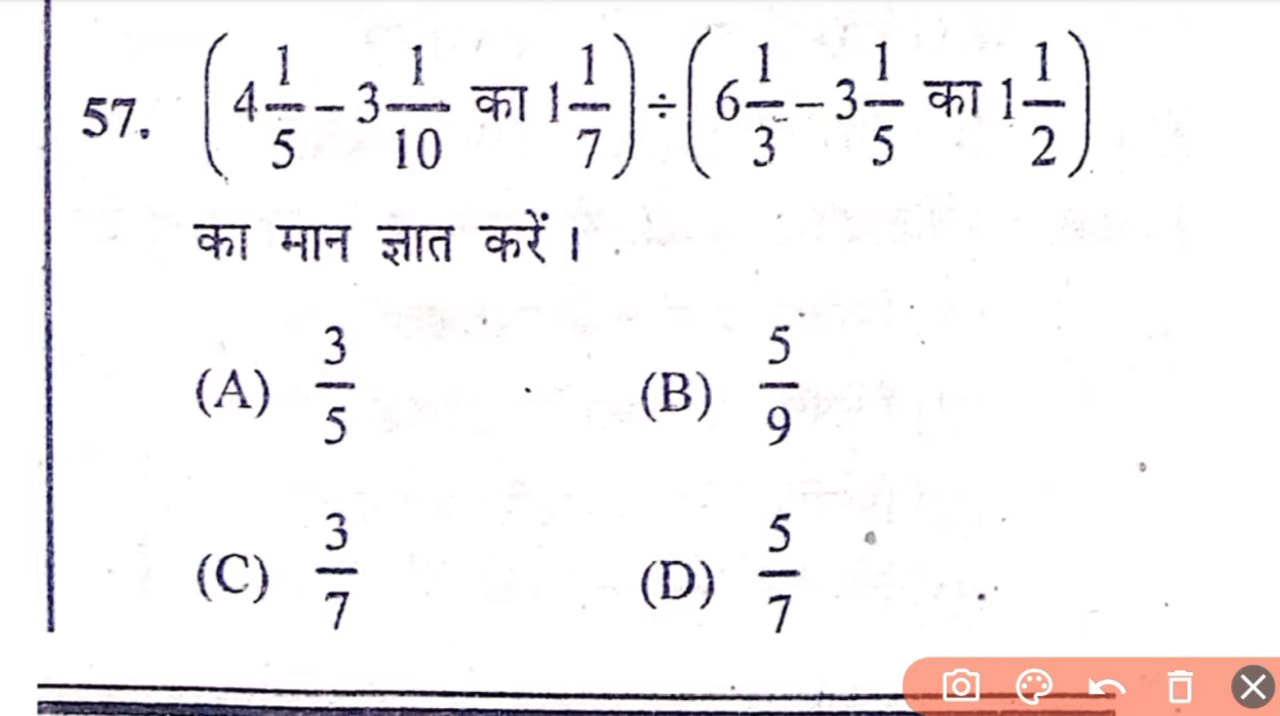 57. (4 1/5 − 3 1/10 का 1 1/7) ÷ (6 1/3 − 3 1/5 का 1 1/2)
का मान ज्ञात करें ।
(A) 3/5 (B) 5/9
(C) 3/7 (D) 5/7